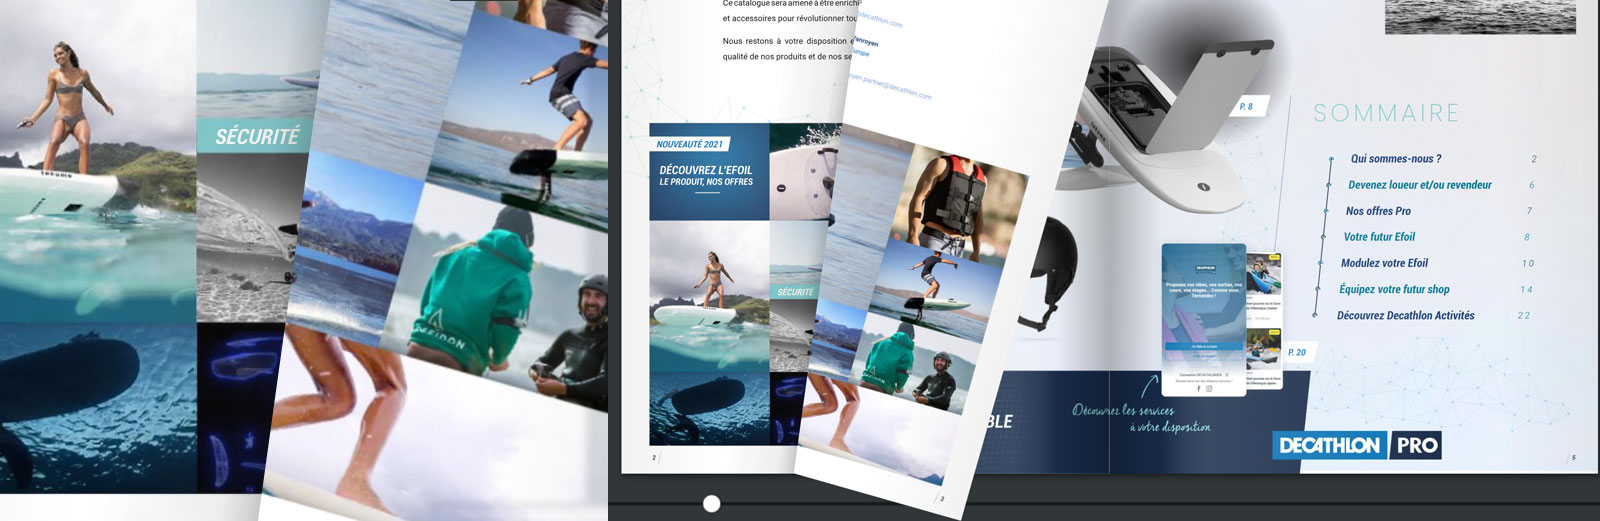 SÉCURITÉ
takuma
Ce catalogue sera amené à être enrichi
et accessoires pour révolutionner tou
Nous restons à votre disposition e
qualité de nos produits et de nos se
decathlon.com
anroyen
urope
yen.partner@decathlon.com
NOUVEAUTÉ 2021
DÉCOUVREZ L'EFOIL
LE PRODUIT, NOS OFFRES
SÉCURITÉ
2
3
P. 8
SOMMAIRE
Qui sommes-nous ? 2
Devenez loueur et/ou revendeur 6
Nos offres Pro 7
Votre futur Efoil 8
Modulez votre Efoil 10
Équipez votre futur shop 14
Découvrez Decathlon Activités 22
DECATHLON
Proposez vos idées, vos sorties, vos
cours, vos stages... Comme vous
l'entendez !
P. 20
BLE
Découvrez les services
à votre disposition
DECATHLON PRO
5